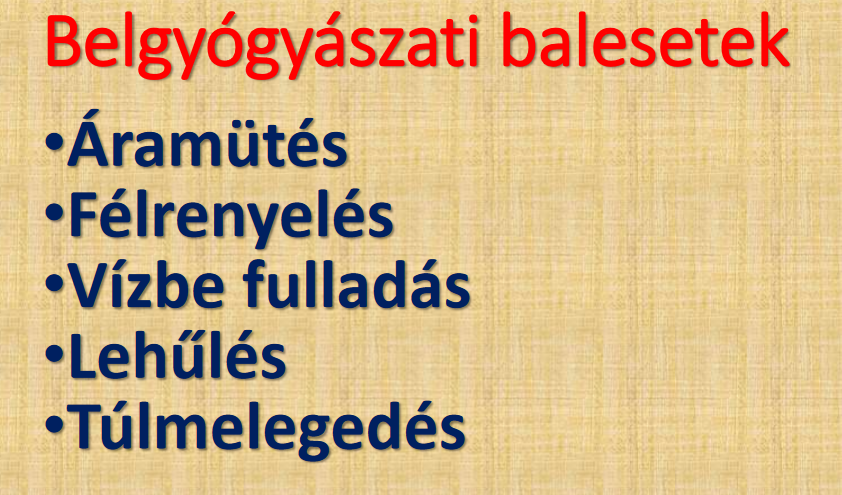 Belgyógyászati balesetek
•Áramütés
•Félrenyelés
•Vízbe fulladás
•Lehűlés
•Túlmelegedés